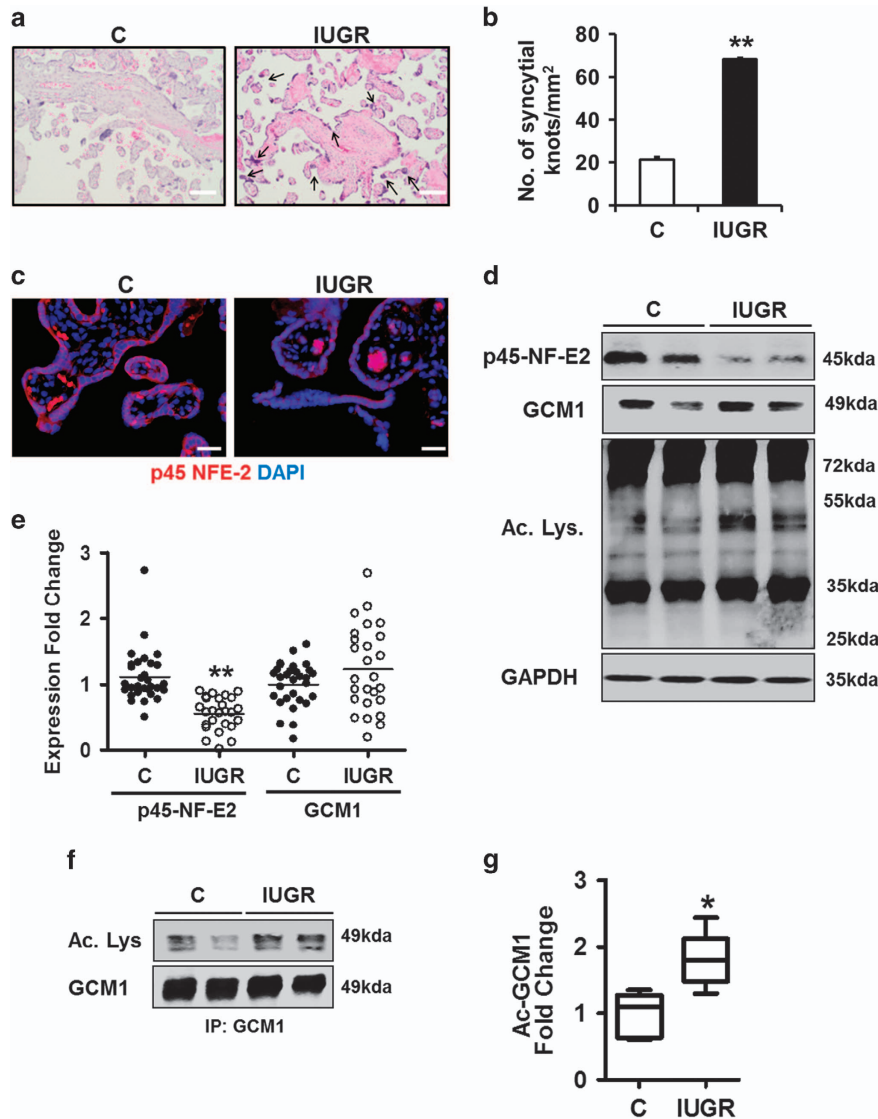 a
C
IUGR
b
No. of syncytial
knots/mm²
80
60
40
20
0
**
C
IUGR
c
C
IUGR
p45 NFE-2 DAPI
d
C
IUGR
p45-NF-E2
45kda
GCM1
49kda
Ac. Lys.
72kda
55kda
35kda
25kda
GAPDH
35kda
e
Expression Fold Change
3
2
1
0
**
C
IUGR
C
IUGR
p45-NF-E2
GCM1
f
C
IUGR
Ac. Lys
49kda
GCM1
49kda
IP: GCM1
g
Ac-GCM1
Fold Change
3
2
1
0
*
C
IUGR